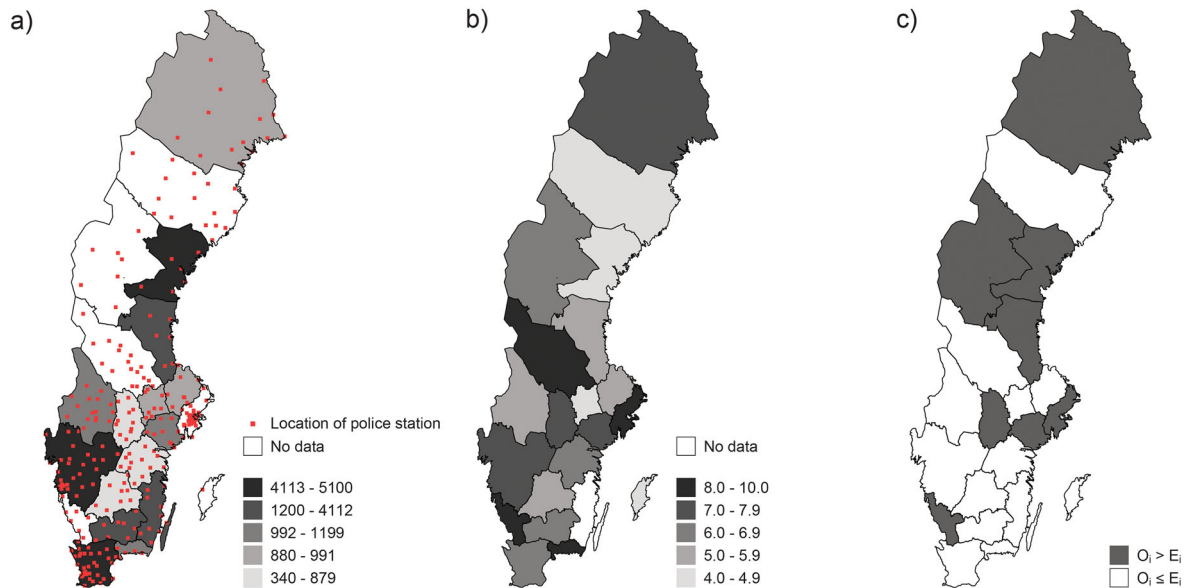 a)
Location of police station
No data
4113 - 5100
1200 - 4112
992 - 1199
880 - 991
340 - 879
b)
No data
8.0 - 10.0
7.0 - 7.9
6.0 - 6.9
5.0 - 5.9
4.0 - 4.9
c)
Oi > Ei
Oi ≤ Ei